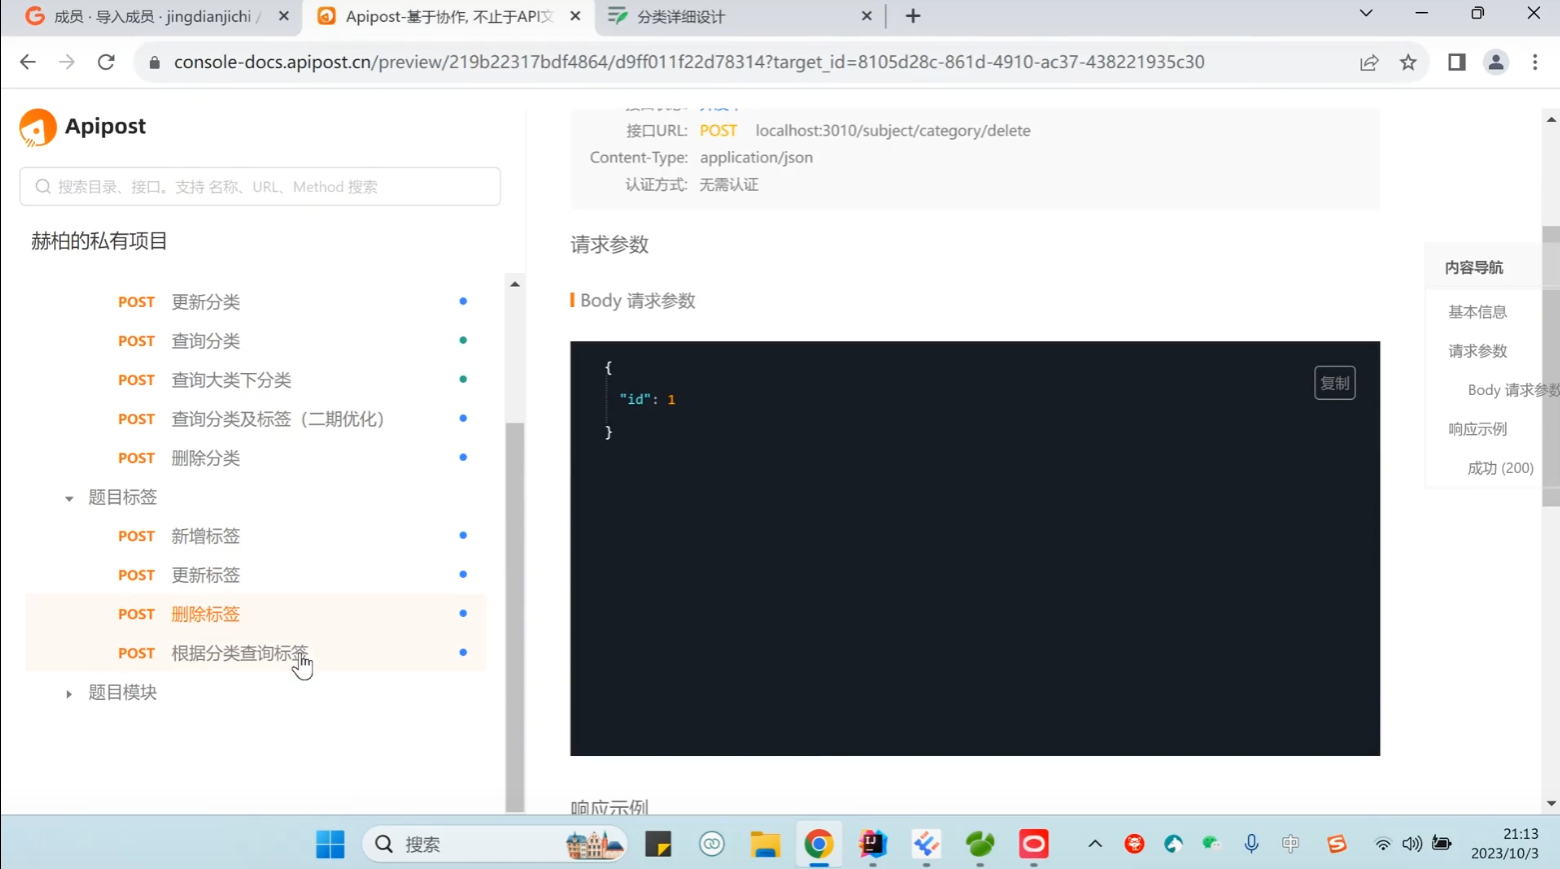 成员 · 导入成员 · jingdianjichi /
Apipost-基于协作, 不止于API文
分类详细设计
console-docs.apipost.cn/preview/219b22317bdf4864/d9ff011f22d78314?target_id=8105d28c-861d-4910-ac37-438221935c30
Apipost
搜索目录、接口。支持 名称、URL、Method 搜索
赫柏的私有项目
POST 更新分类
POST 查询分类
POST 查询大类下分类
POST 查询分类及标签（二期优化）
POST 删除分类
题目标签
POST 新增标签
POST 更新标签
POST 删除标签
POST 根据分类查询标签
题目模块
接口URL: POST localhost:3010/subject/category/delete
Content-Type: application/json
认证方式: 无需认证
请求参数
Body 请求参数
{
"id": 1
}
复制
响应示例
内容导航
基本信息
请求参数
Body 请求参数
响应示例
成功 (200)
搜索
中
21:13
2023/10/3